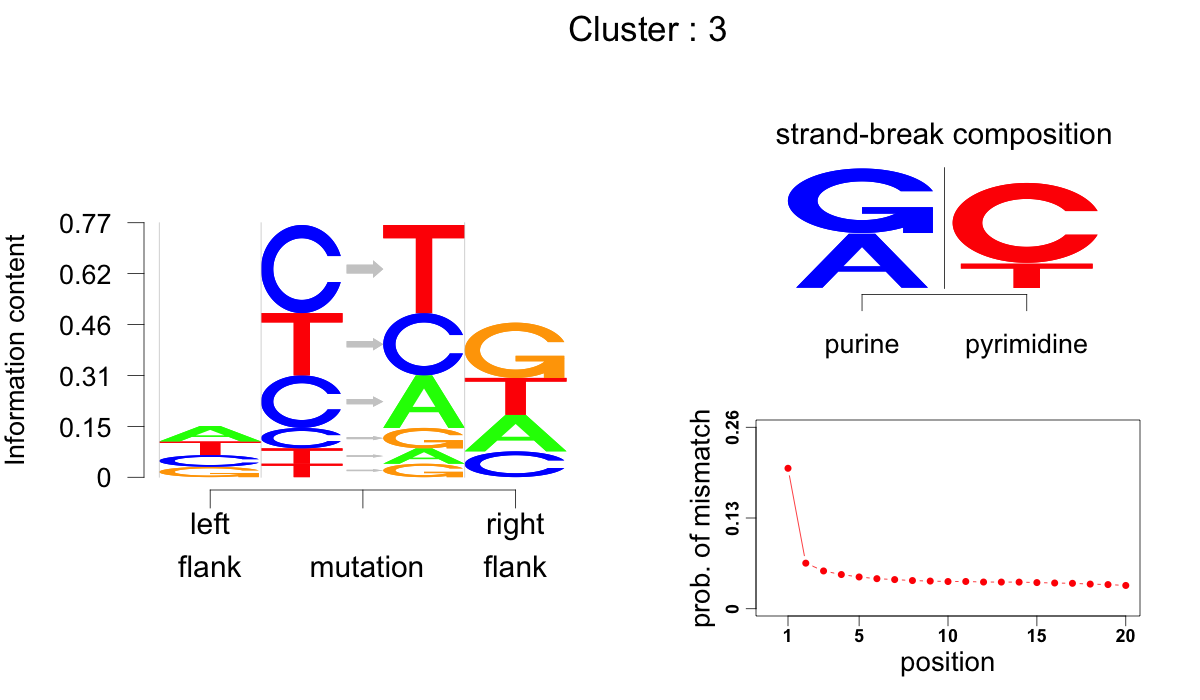 Cluster : 3
Information content
0.77
0.62
0.46
0.31
0.15
0
A
T
C
G
C
T
C
C
T
T
T
C
A
G
A
G
G
T
A
C
left
flank
mutation
right
flank
strand-break composition
G
A
C
T
purine
pyrimidine
prob. of mismatch
0.26
0.13
0
1 5 10 15 20
position